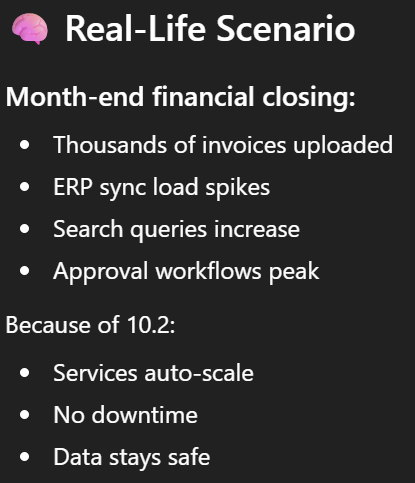 Real-Life Scenario
Month-end financial closing:
• Thousands of invoices uploaded
• ERP sync load spikes
• Search queries increase
• Approval workflows peak
Because of 10.2:
• Services auto-scale
• No downtime
• Data stays safe